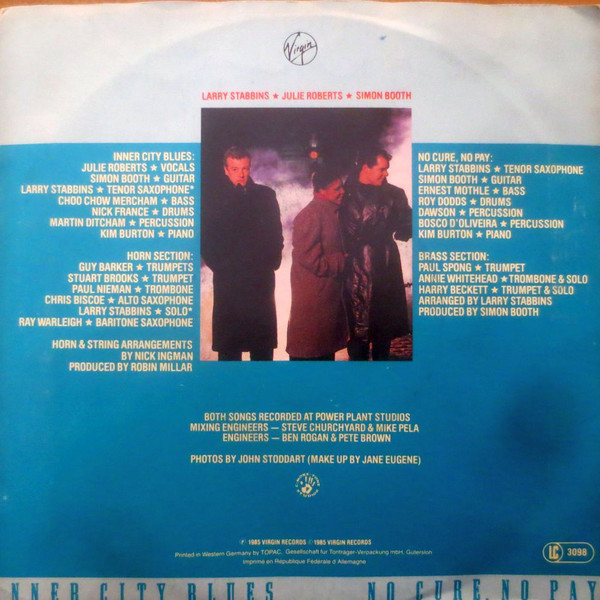 Virgin
LARRY STABBINS ★ JULIE ROBERTS ★ SIMON BOOTH
INNER CITY BLUES:
JULIE ROBERTS ★ VOCALS
SIMON BOOTH ★ GUITAR
LARRY STABBINS ★ TENOR SAXOPHONE*
CHOO CHOW MERCHAM ★ BASS
NICK FRANCE ★ DRUMS
MARTIN DITCHAM ★ PERCUSSION
KIM BURTON ★ PIANO
HORN SECTION:
GUY BARKER ★ TRUMPETS
STUART BROOKS ★ TRUMPET
PAUL NIEMAN ★ TROMBONE
CHRIS BISCOE ★ ALTO SAXOPHONE
LARRY STABBINS ★ SOLO*
RAY WARLEIGH ★ BARITONE SAXOPHONE
HORN & STRING ARRANGEMENTS
BY NICK INGMAN
PRODUCED BY ROBIN MILLAR
NO CURE, NO PAY:
LARRY STABBINS ★ TENOR SAXOPHONE
SIMON BOOTH ★ GUITAR
ERNEST MOTHLE ★ BASS
ROY DODDS ★ DRUMS
DAWSON ★ PERCUSSION
BOSCO D'OLIVEIRA ★ PERCUSSION
KIM BURTON ★ PIANO
BRASS SECTION:
PAUL SPONG ★ TRUMPET
ANNIE WHITEHEAD ★ TROMBONE & SOLO
HARRY BECKETT ★ TRUMPET & SOLO
ARRANGED BY LARRY STABBINS
PRODUCED BY SIMON BOOTH
BOTH SONGS RECORDED AT POWER PLANT STUDIOS
MIXING ENGINEERS — STEVE CHURCHYARD & MIKE PELA
ENGINEERS — BEN ROGAN & PETE BROWN
PHOTOS BY JOHN STODDART (MAKE UP BY JANE EUGENE)
℗ 1985 VIRGIN RECORDS © 1985 VIRGIN RECORDS
Printed in Western Germany by TOPAC, Gesellschaft für Tonträger-Verpackung mbH, Gütersloh
Imprimé en République Fédérale d'Allemagne
LC 3098
NNER CITY BLUES NO CURE, NO PAY